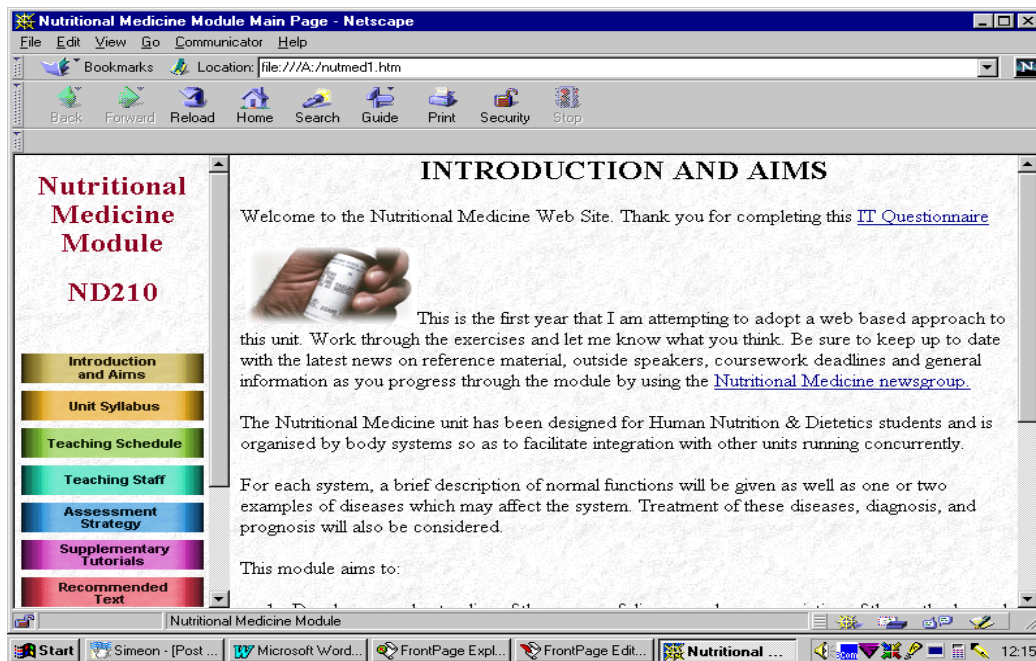 Nutritional Medicine Module Main Page - Netscape
File Edit View Go Communicator Help
Bookmarks Location: file:///A:/nutmed1.htm
N
Back Forward Reload Home Search Guide Print Security Stop
Nutritional
Medicine
Module
ND210
Introduction
and Aims
Unit Syllabus
Teaching Schedule
Teaching Staff
Assessment
Strategy
Supplementary
Tutorials
Recommended
Text
INTRODUCTION AND AIMS
Welcome to the Nutritional Medicine Web Site. Thank you for completing this IT Questionnaire
This is the first year that I am attempting to adopt a web based approach to
this unit. Work through the exercises and let me know what you think. Be sure to keep up to date
with the latest news on reference material, outside speakers, coursework deadlines and general
information as you progress through the module by using the Nutritional Medicine newsgroup.
The Nutritional Medicine unit has been designed for Human Nutrition & Dietetics students and is
organised by body systems so as to facilitate integration with other units running concurrently.
For each system, a brief description of normal functions will be given as well as one or two
examples of diseases which may affect the system. Treatment of these diseases, diagnosis, and
prognosis will also be considered.
This module aims to:
Nutritional Medicine Module
Start Simeon - [Post ... Microsoft Word... FrontPage Expl... FrontPage Edit... Nutritional ... 3Com 12:15